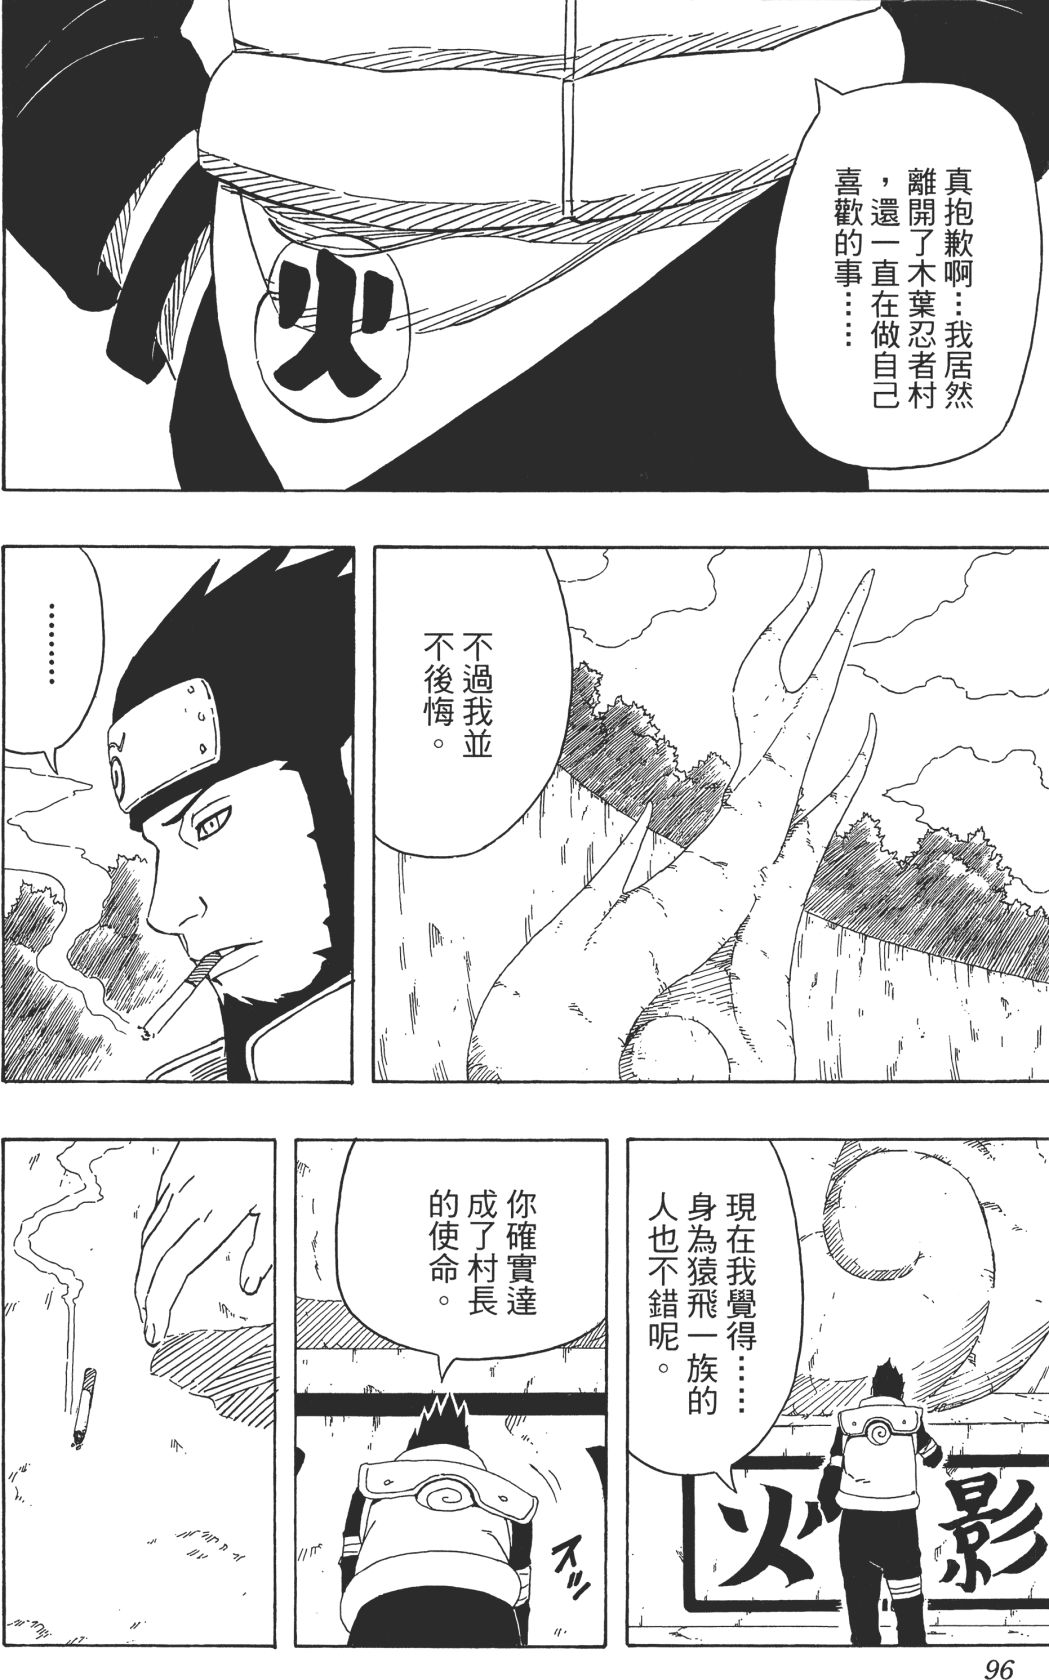 真抱歉啊…我居然
離開了木葉忍者村
，還一直在做自己
喜歡的事……
火
不過我並
不後悔。
………
現在我覺得……
身為猿飛一族的
人也不錯呢。
火影
你確實達
成了村長
的使命。
スッ
96